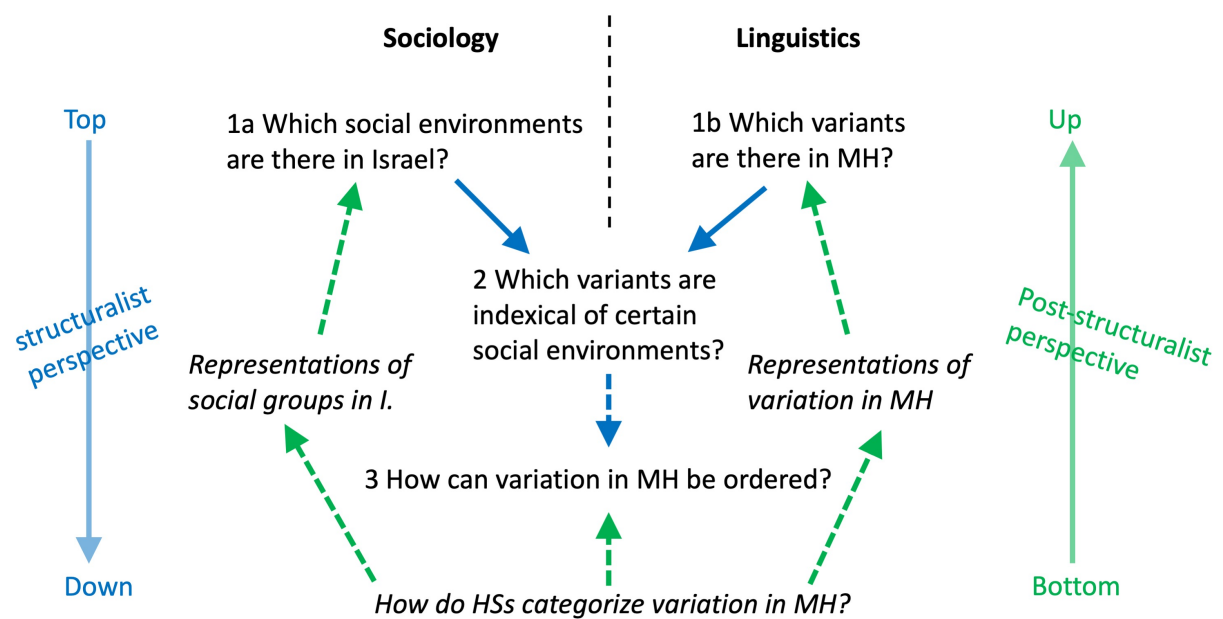 Sociology
Linguistics
Top
1a Which social environments
are there in Israel?
1b Which variants
are there in MH?
Up
2 Which variants are
indexical of certain
social environments?
structuralist
perspective
Post-structuralist
perspective
Representations of
social groups in I.
Representations of
variation in MH
3 How can variation in MH be ordered?
Down
Bottom
How do HSs categorize variation in MH?